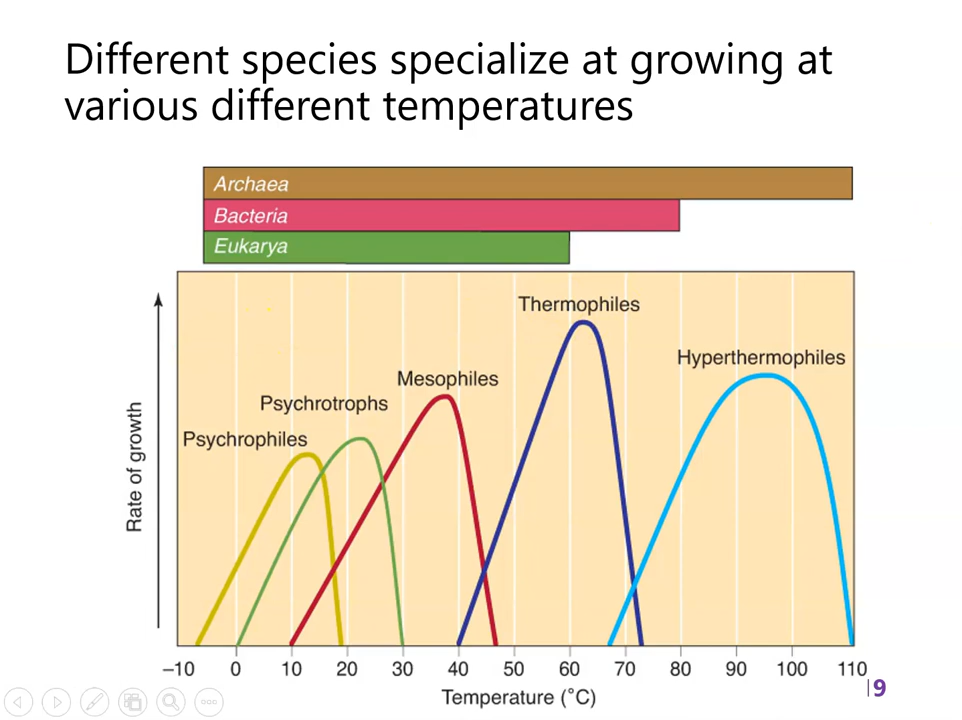 Different species specialize at growing at
various different temperatures
Archaea
Bacteria
Eukarya
Thermophiles
Hyperthermophiles
Mesophiles
Psychrotrophs
Psychrophiles
Rate of growth
–10 0 10 20 30 40 50 60 70 80 90 100 110
Temperature (°C)
9